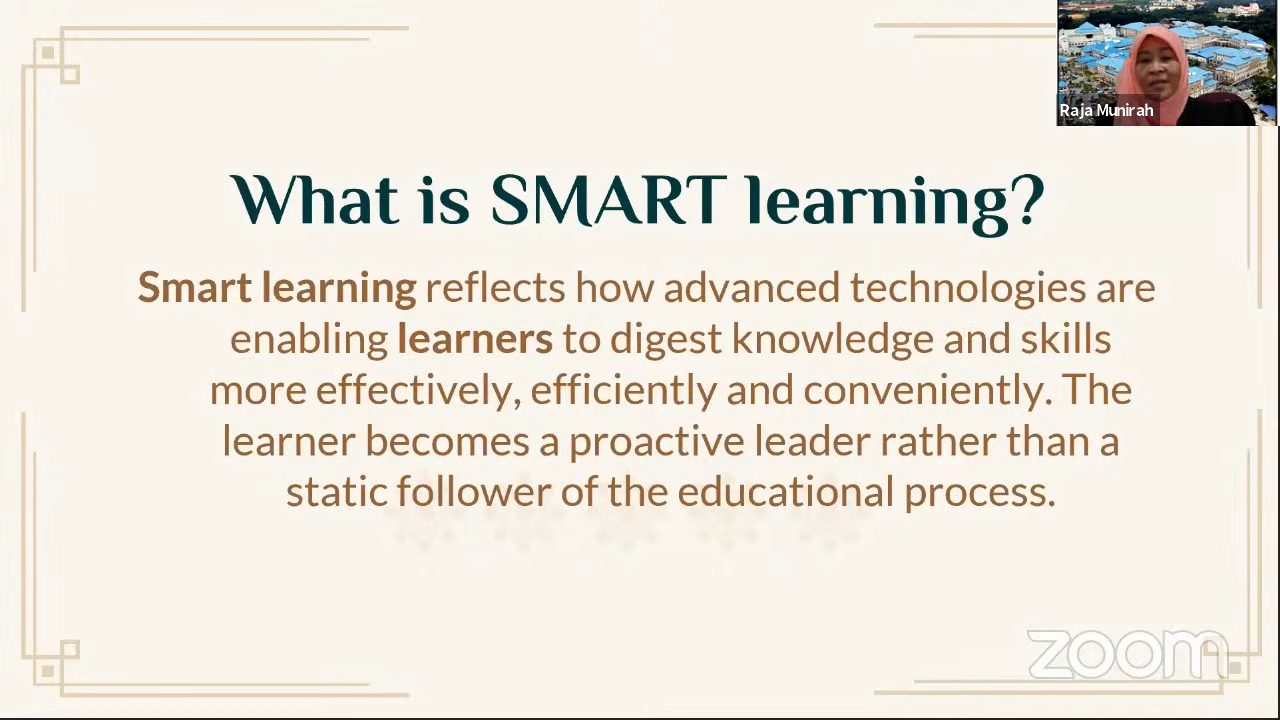 Raja Munirah
What is SMART learning?
Smart learning reflects how advanced technologies are
enabling learners to digest knowledge and skills
more effectively, efficiently and conveniently. The
learner becomes a proactive leader rather than a
static follower of the educational process.
zoom